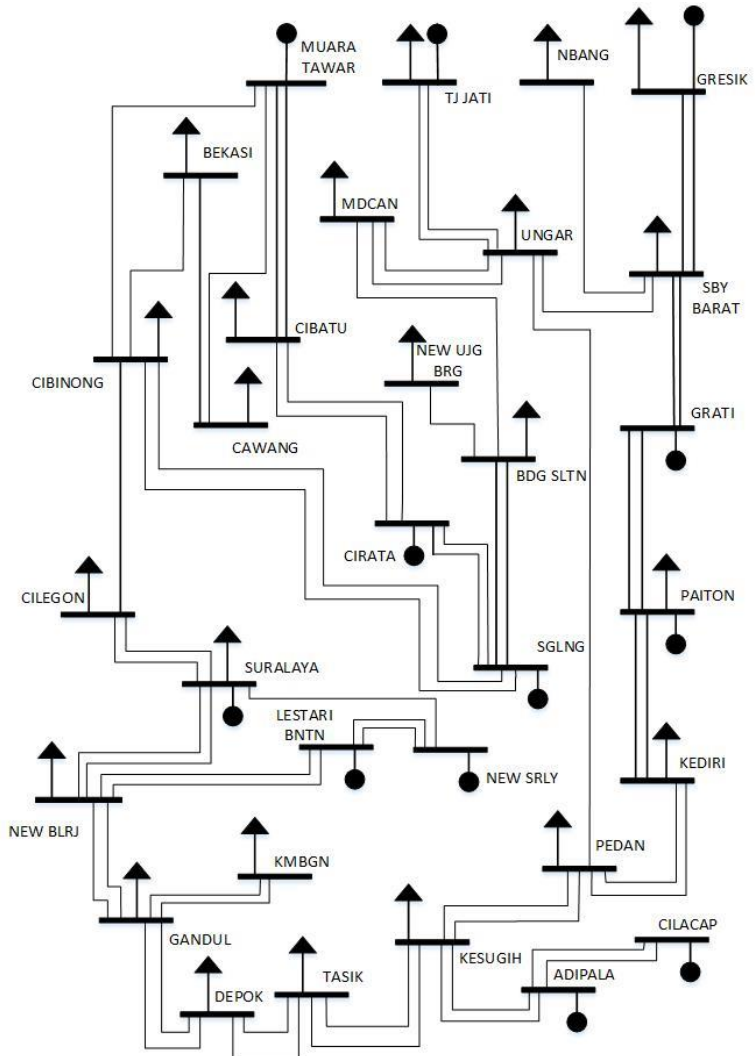 MUARA
TAWAR
TJ JATI
NBANG
GRESIK
BEKASI
MDCAN
UNGAR
SBY
BARAT
CIBATU
NEW UJG
BRG
CIBINONG
CAWANG
GRATI
BDG SLTN
CIRATA
CILEGON
PAITON
SURALAYA
SGLNG
LESTARI
BNTN
NEW SRLY
KEDIRI
NEW BLRJ
KMBGN
PEDAN
GANDUL
KESUGIH
CILACAP
TASIK
ADIPALA
DEPOK